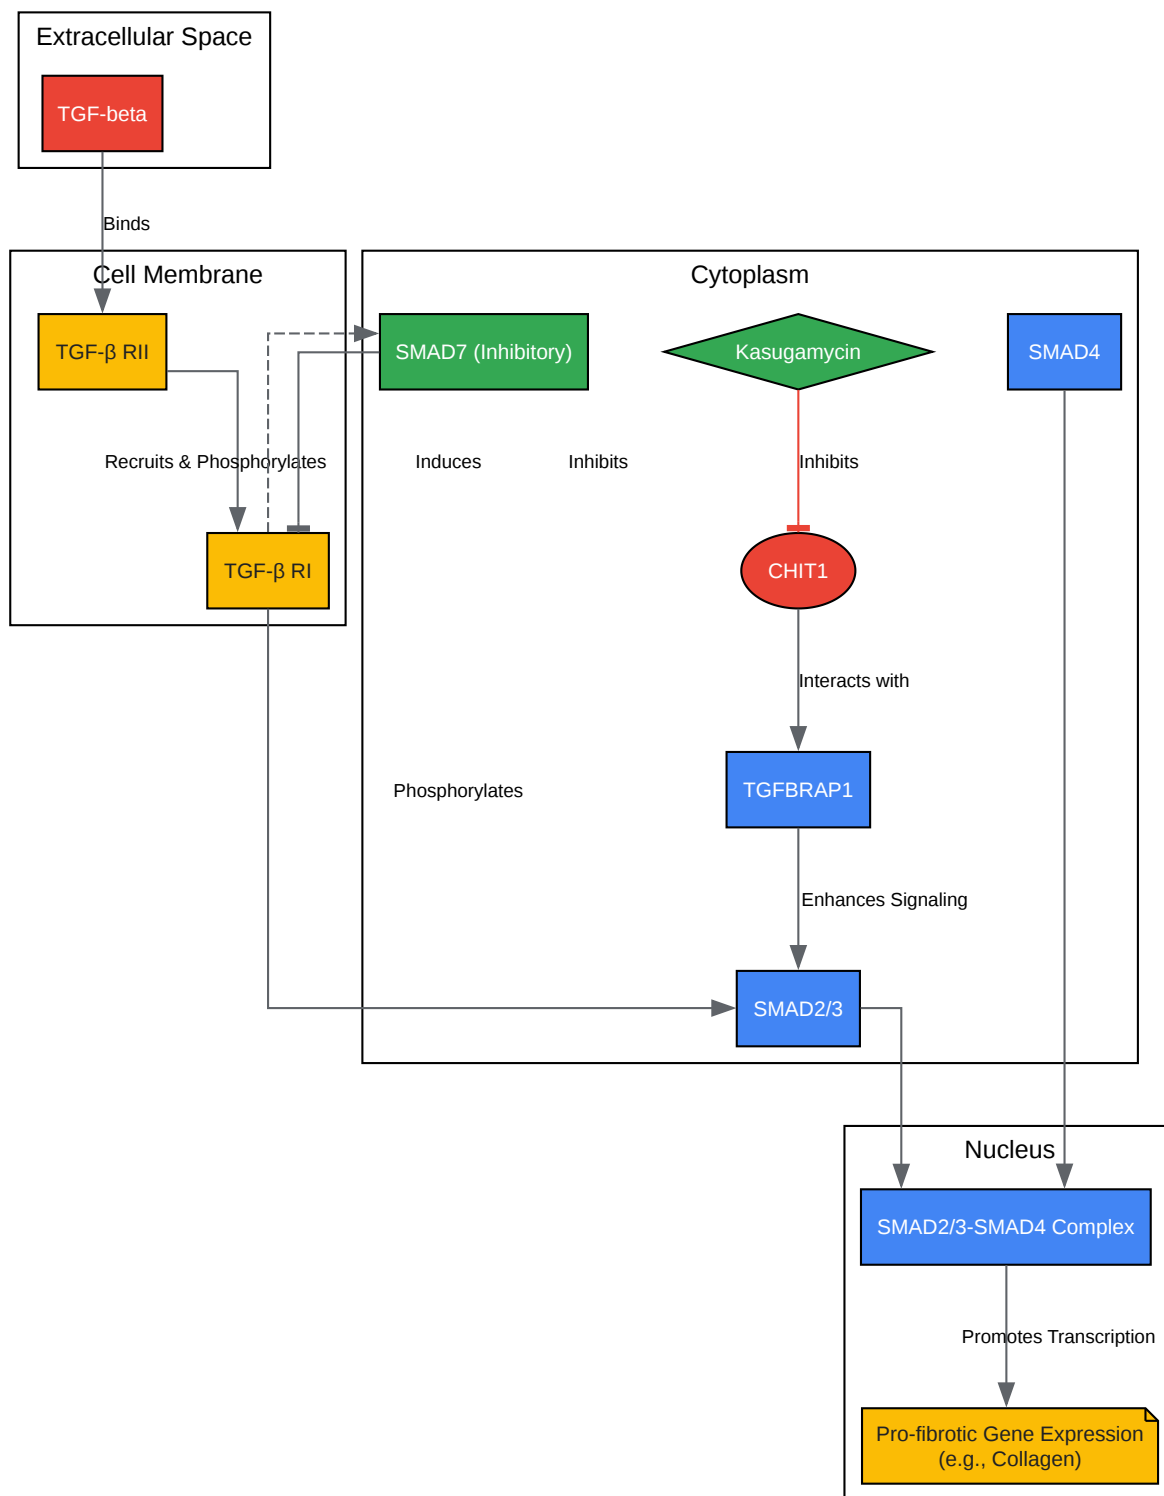 Extracellular Space
TGF-beta
Binds
Cell Membrane
Cytoplasm
TGF-β RII
SMAD7 (Inhibitory)
Kasugamycin
SMAD4
Recruits & Phosphorylates
Induces
Inhibits
Inhibits
TGF-β RI
CHIT1
Interacts with
Phosphorylates
TGFBRAP1
Enhances Signaling
SMAD2/3
Nucleus
SMAD2/3-SMAD4 Complex
Promotes Transcription
Pro-fibrotic Gene Expression
(e.g., Collagen)